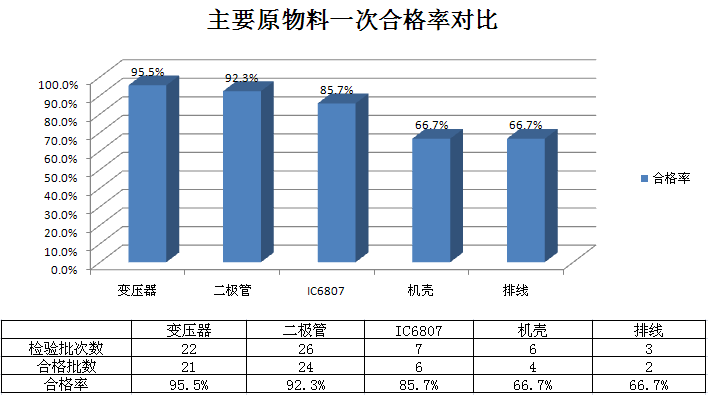 主要原物料一次合格率对比
95.5%
92.3%
85.7%
66.7%
66.7%
100.0%
90.0%
80.0%
70.0%
60.0%
50.0%
40.0%
30.0%
20.0%
10.0%
0.0%
变压器 二极管 IC6807 机壳 排线
合格率
变压器 二极管 IC6807 机壳 排线
检验批次数 22 26 7 6 3
合格批数 21 24 6 4 2
合格率 95.5% 92.3% 85.7% 66.7% 66.7%